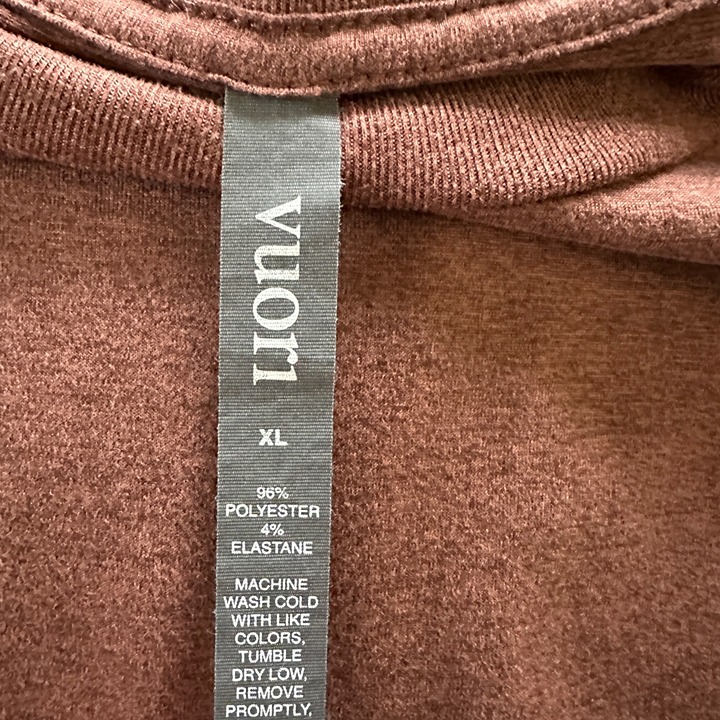 vuori
XL
96%
POLYESTER
4%
ELASTANE
MACHINE
WASH COLD
WITH LIKE
COLORS,
TUMBLE
DRY LOW,
REMOVE
PROMPTLY,